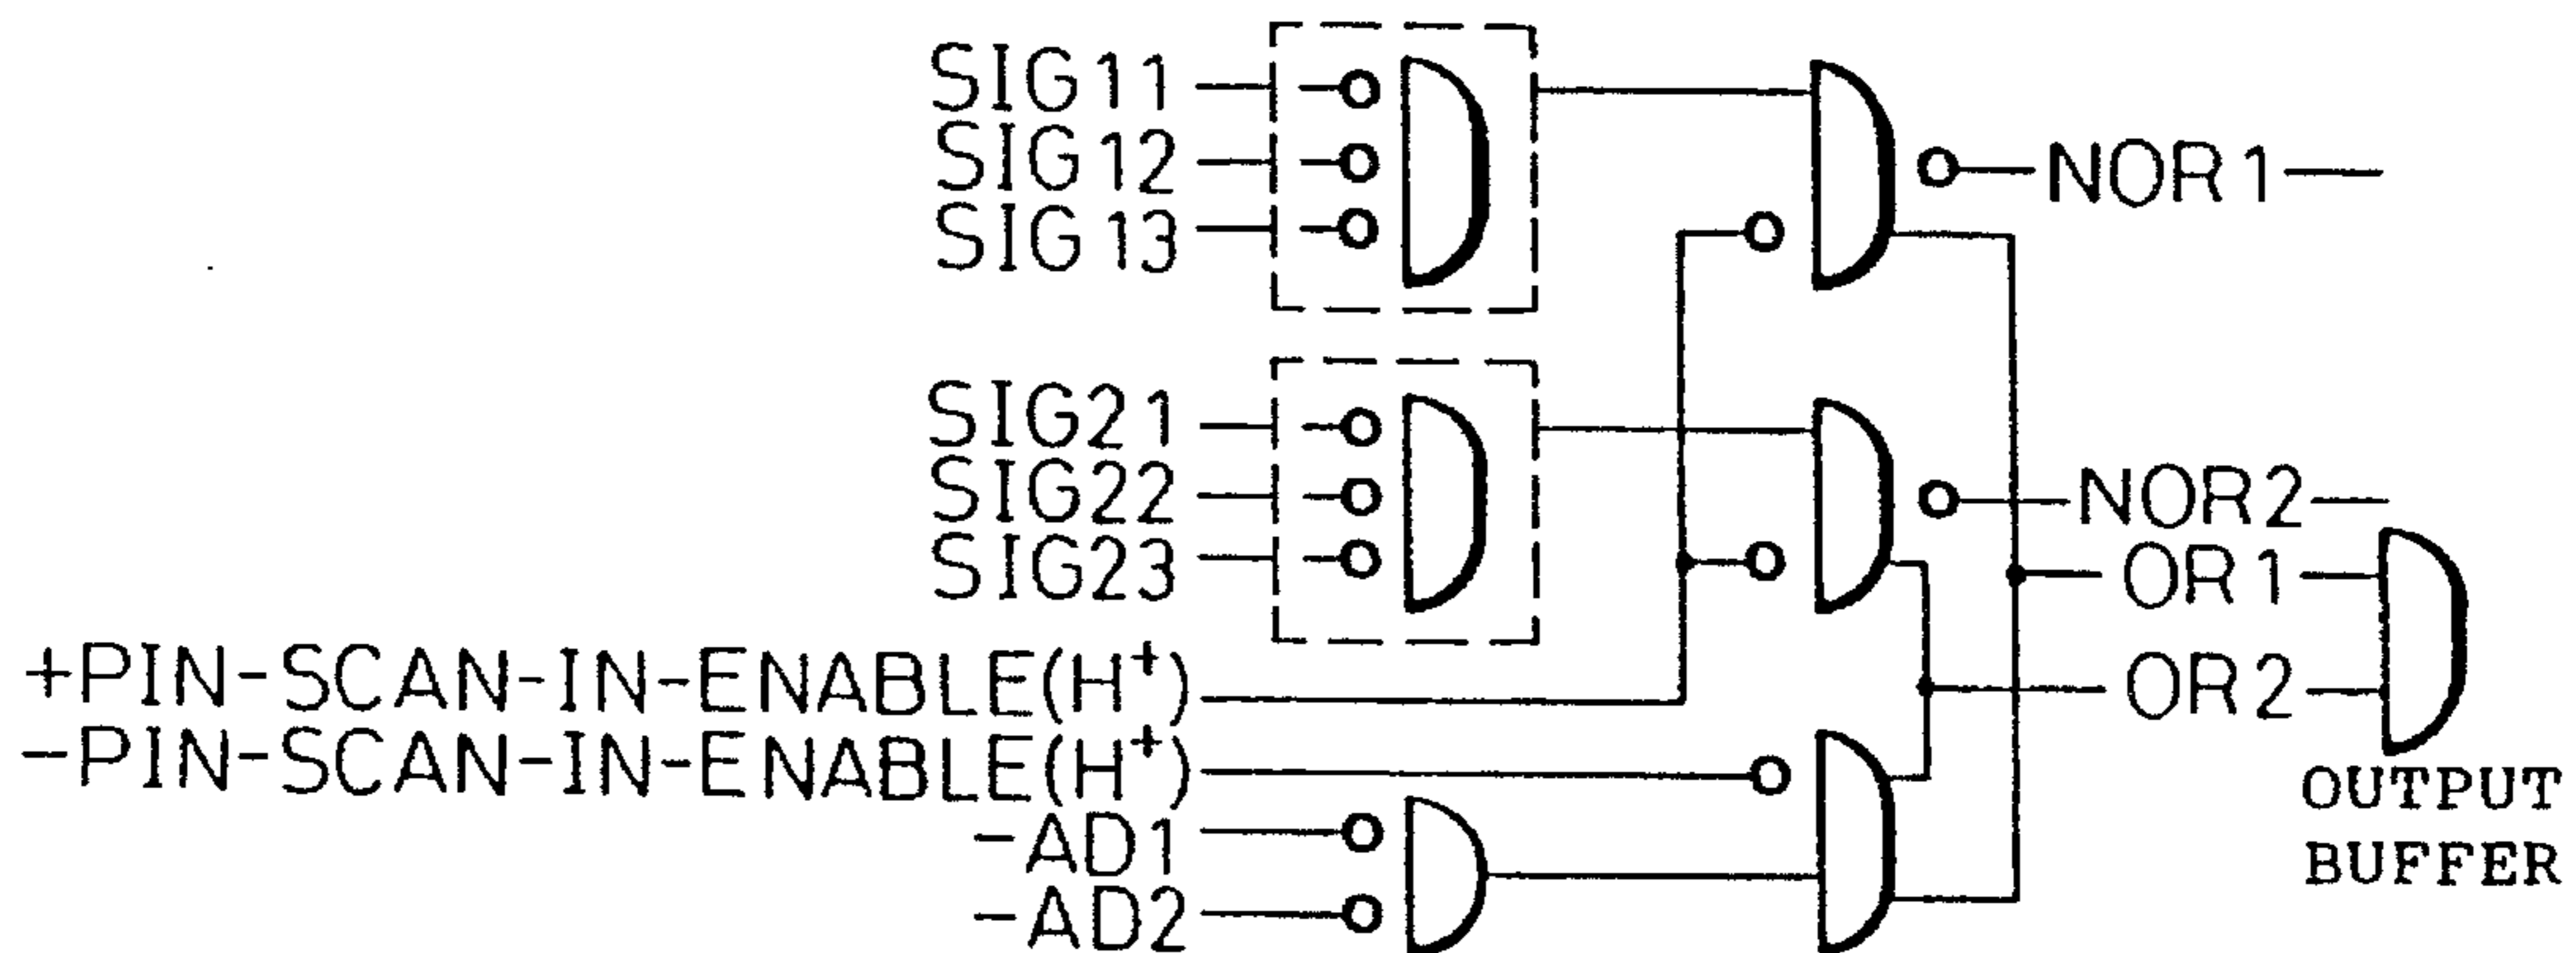 SIG11
SIG12
SIG13
NOR1
SIG21
SIG22
SIG23
NOR2
OR1
OR2
+PIN-SCAN-IN-ENABLE(H⁺)
-PIN-SCAN-IN-ENABLE(H⁺)
-AD1
-AD2
OUTPUT
BUFFER